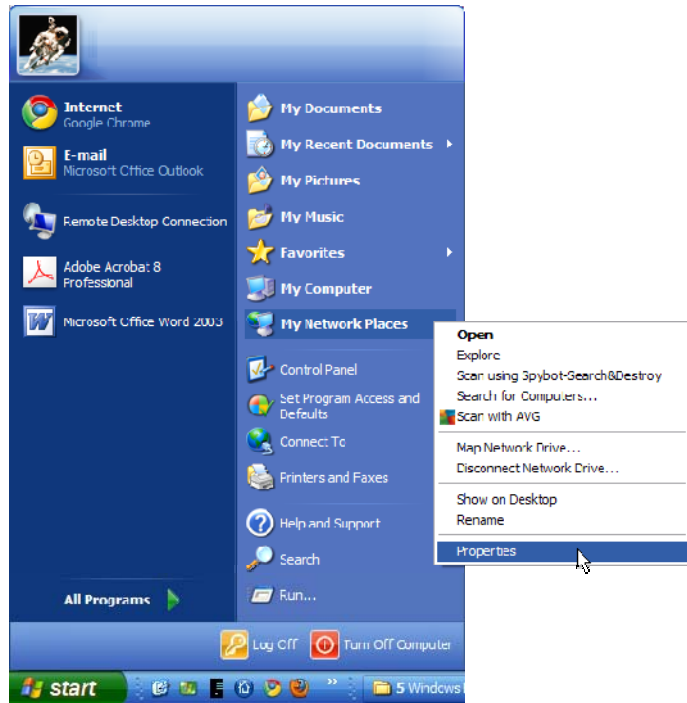 Internet
Google Chrome
E-mail
Microsoft Office Outlook
Remote Desktop Connection
Adobe Acrobat 8
Professional
Microsoft Office Word 2003
All Programs
My Documents
My Recent Documents
My Pictures
My Music
Favorites
My Computer
My Network Places
Control Panel
Set Program Access and
Defaults
Connect To
Printers and Faxes
Help and Support
Search
Run...
Open
Explore
Scan using Spybot-Search&Destroy
Search for Computers...
Scan with AVG
Map Network Drive...
Disconnect Network Drive...
Show on Desktop
Rename
Properties
Log Off
Turn Off Computer
start
5 Windows